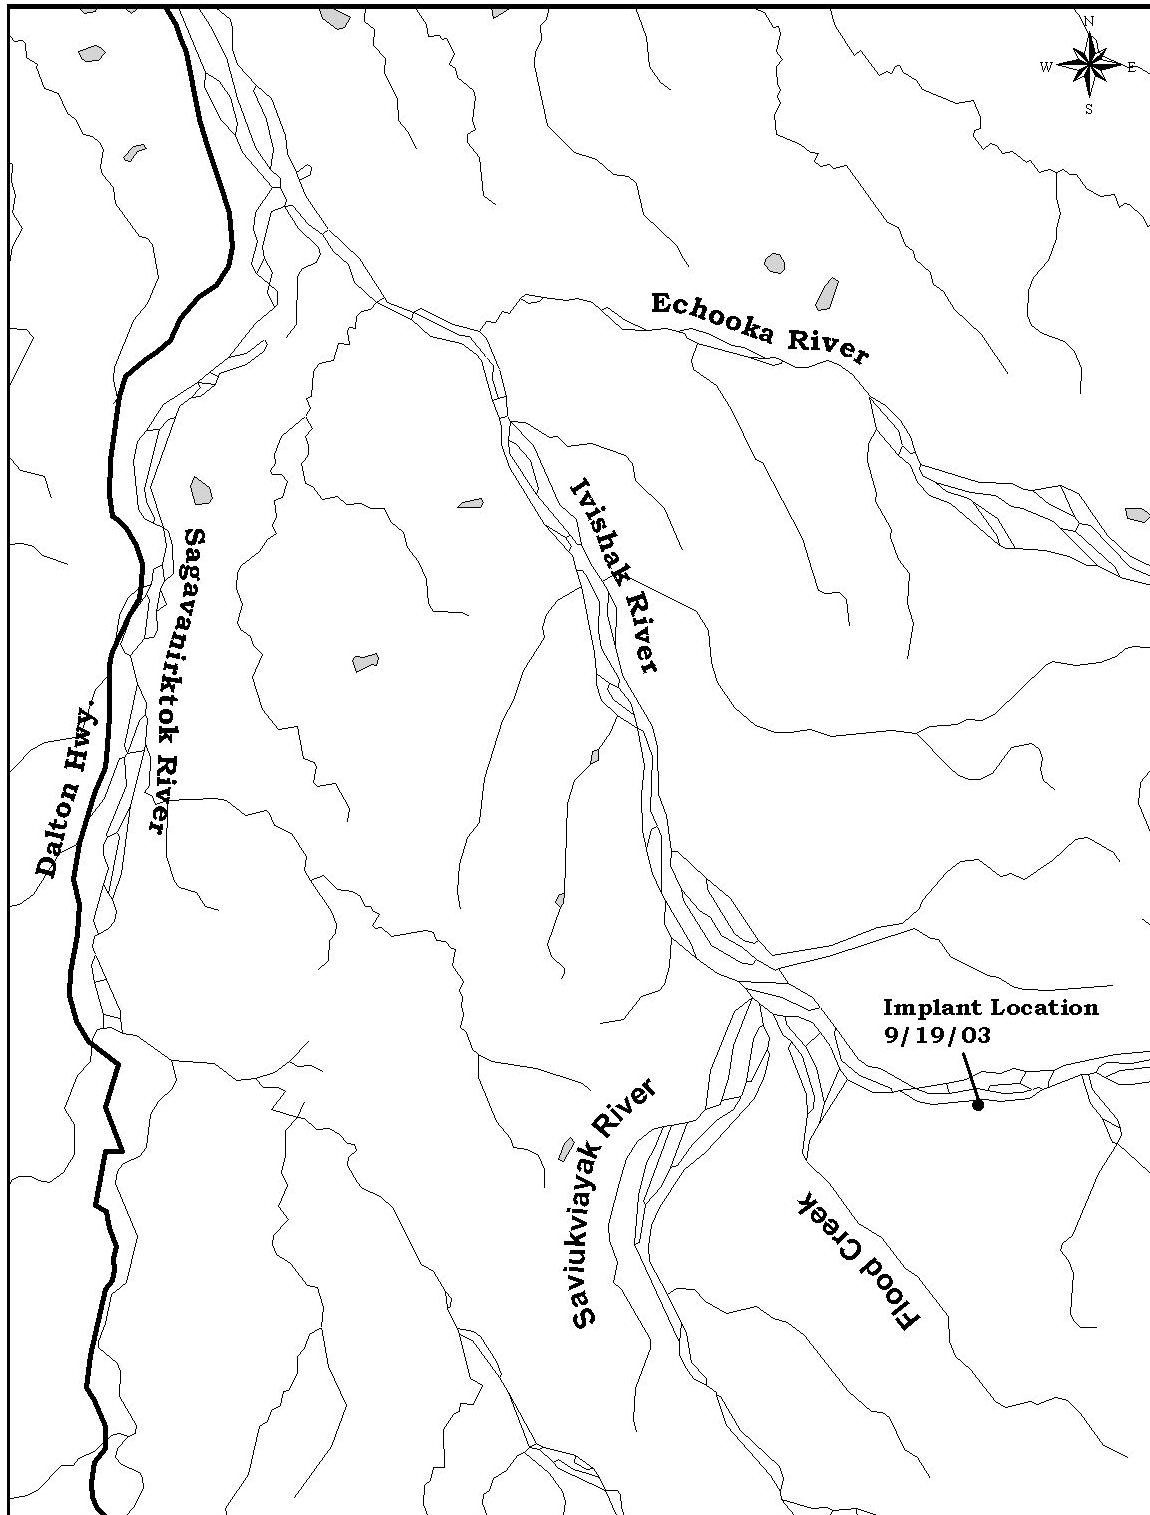 N
W E
S
Echooka River
Ivishak River
Sagavanirktok River
Dalton Hwy.
Implant Location
9/19/03
Saviukviayak River
Flood Creek